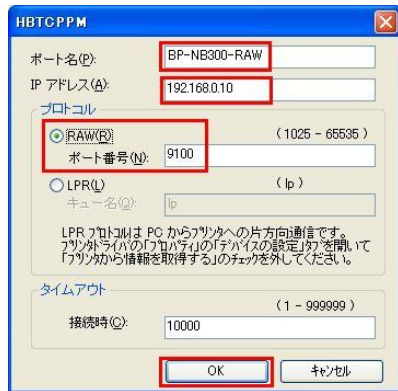 HBTCPPM
ポート名(P): BP-NB300-RAW
IP アドレス(A): 192.168.0.10
プロトコル
RAW(R) (1025 - 65535)
ポート番号(N): 9100
LPR(L) (lp)
キュー名(Q): lp
LPR プロトコルは PC からプリンタへの片方向通信です。
プリンタドライバの「プロパティ」の「デバイスの設定」タブを開いて
「プリンタから情報を取得する」のチェックを外してください。
タイムアウト
(1 - 999999)
接続時(C): 10000
OK キャンセル